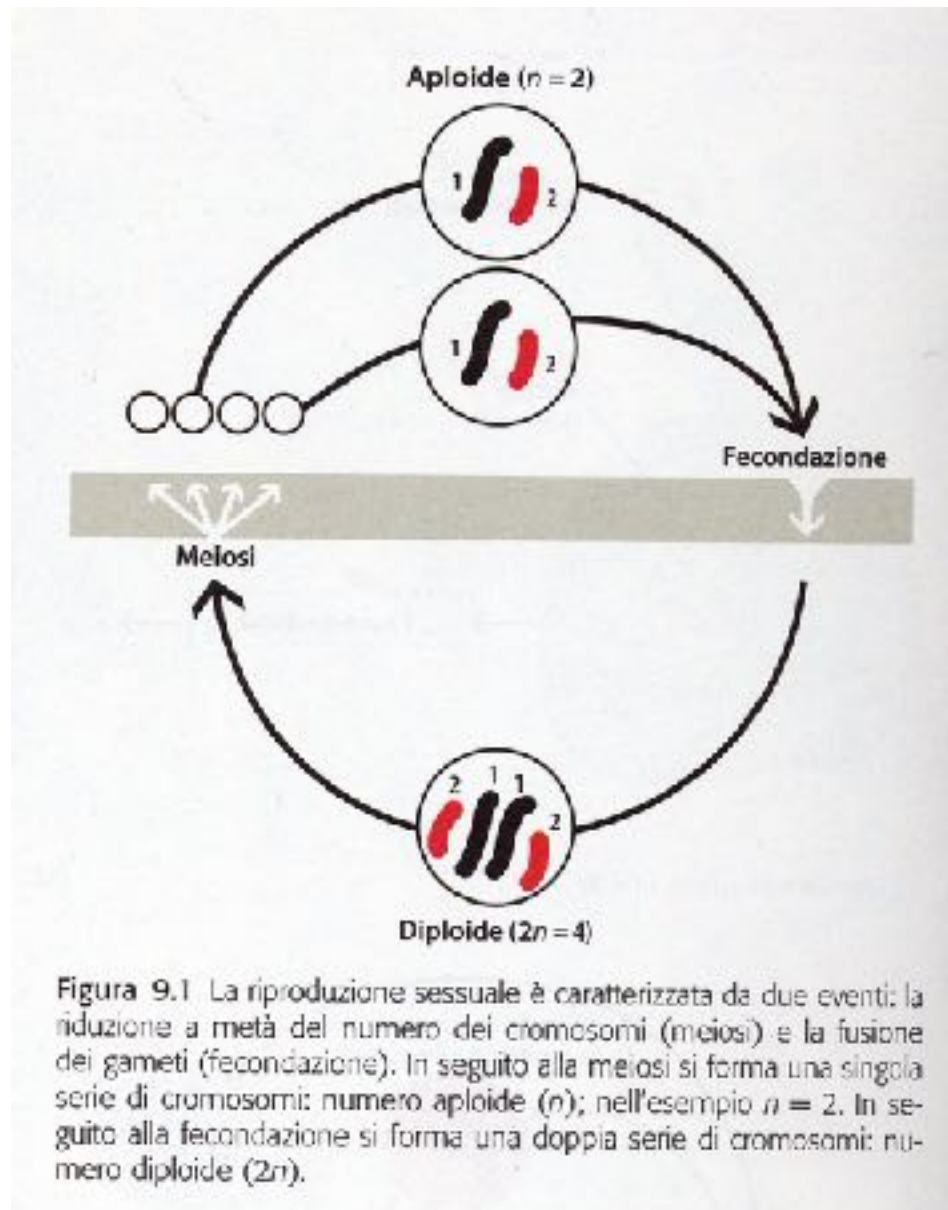 Aploide (n = 2)
1 2
1 2
Fecondazione
Meiosi
2 1 1 2
Diploide (2n = 4)
Figura 9.1 La riproduzione sessuale è caratterizzata da due eventi: la
riduzione a metà del numero dei cromosomi (meiosi) e la fusione
dei gameti (fecondazione). In seguito alla meiosi si forma una singola
serie di cromosomi: numero aploide (n); nell'esempio n = 2. In se-
guito alla fecondazione si forma una doppia serie di cromosomi: nu-
mero diploide (2n).